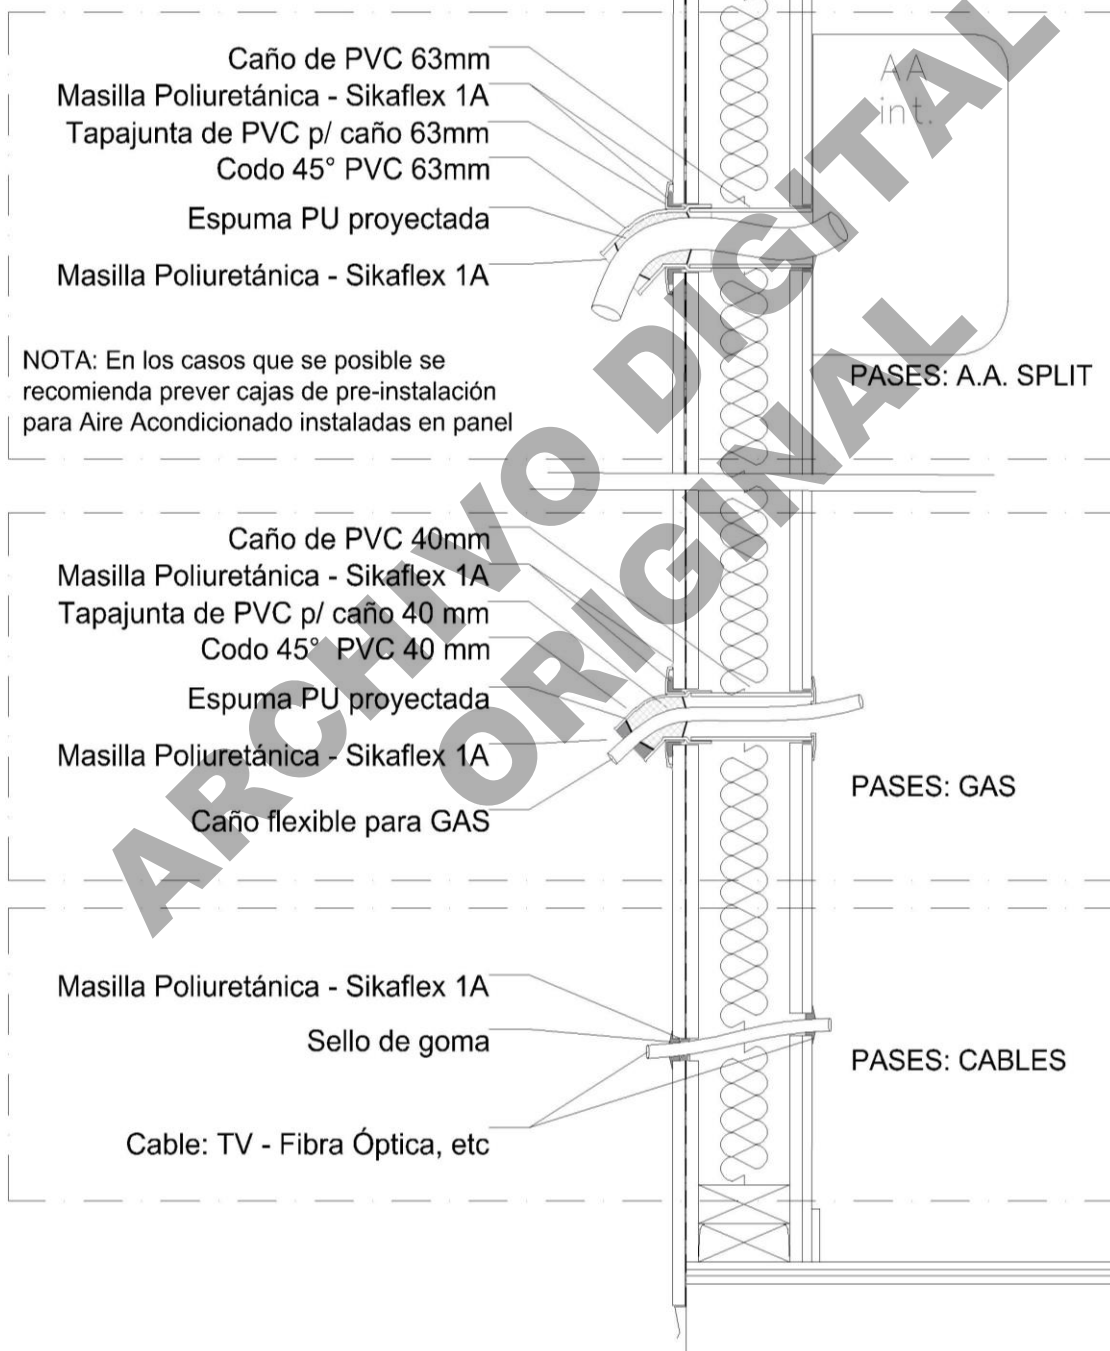 Caño de PVC 63mm
Masilla Poliuretánica - Sikaflex 1A
Tapajunta de PVC p/ caño 63mm
Codo 45° PVC 63mm
Espuma PU proyectada
Masilla Poliuretánica - Sikaflex 1A
NOTA: En los casos que se posible se
recomienda prever cajas de pre-instalación
para Aire Acondicionado instaladas en panel
AA
int.
PASES: A.A. SPLIT
Caño de PVC 40mm
Masilla Poliuretánica - Sikaflex 1A
Tapajunta de PVC p/ caño 40 mm
Codo 45° PVC 40 mm
Espuma PU proyectada
Masilla Poliuretánica - Sikaflex 1A
Caño flexible para GAS
PASES: GAS
Masilla Poliuretánica - Sikaflex 1A
Sello de goma
Cable: TV - Fibra Óptica, etc
PASES: CABLES
ARCHIVO DIGITAL
ORIGINAL